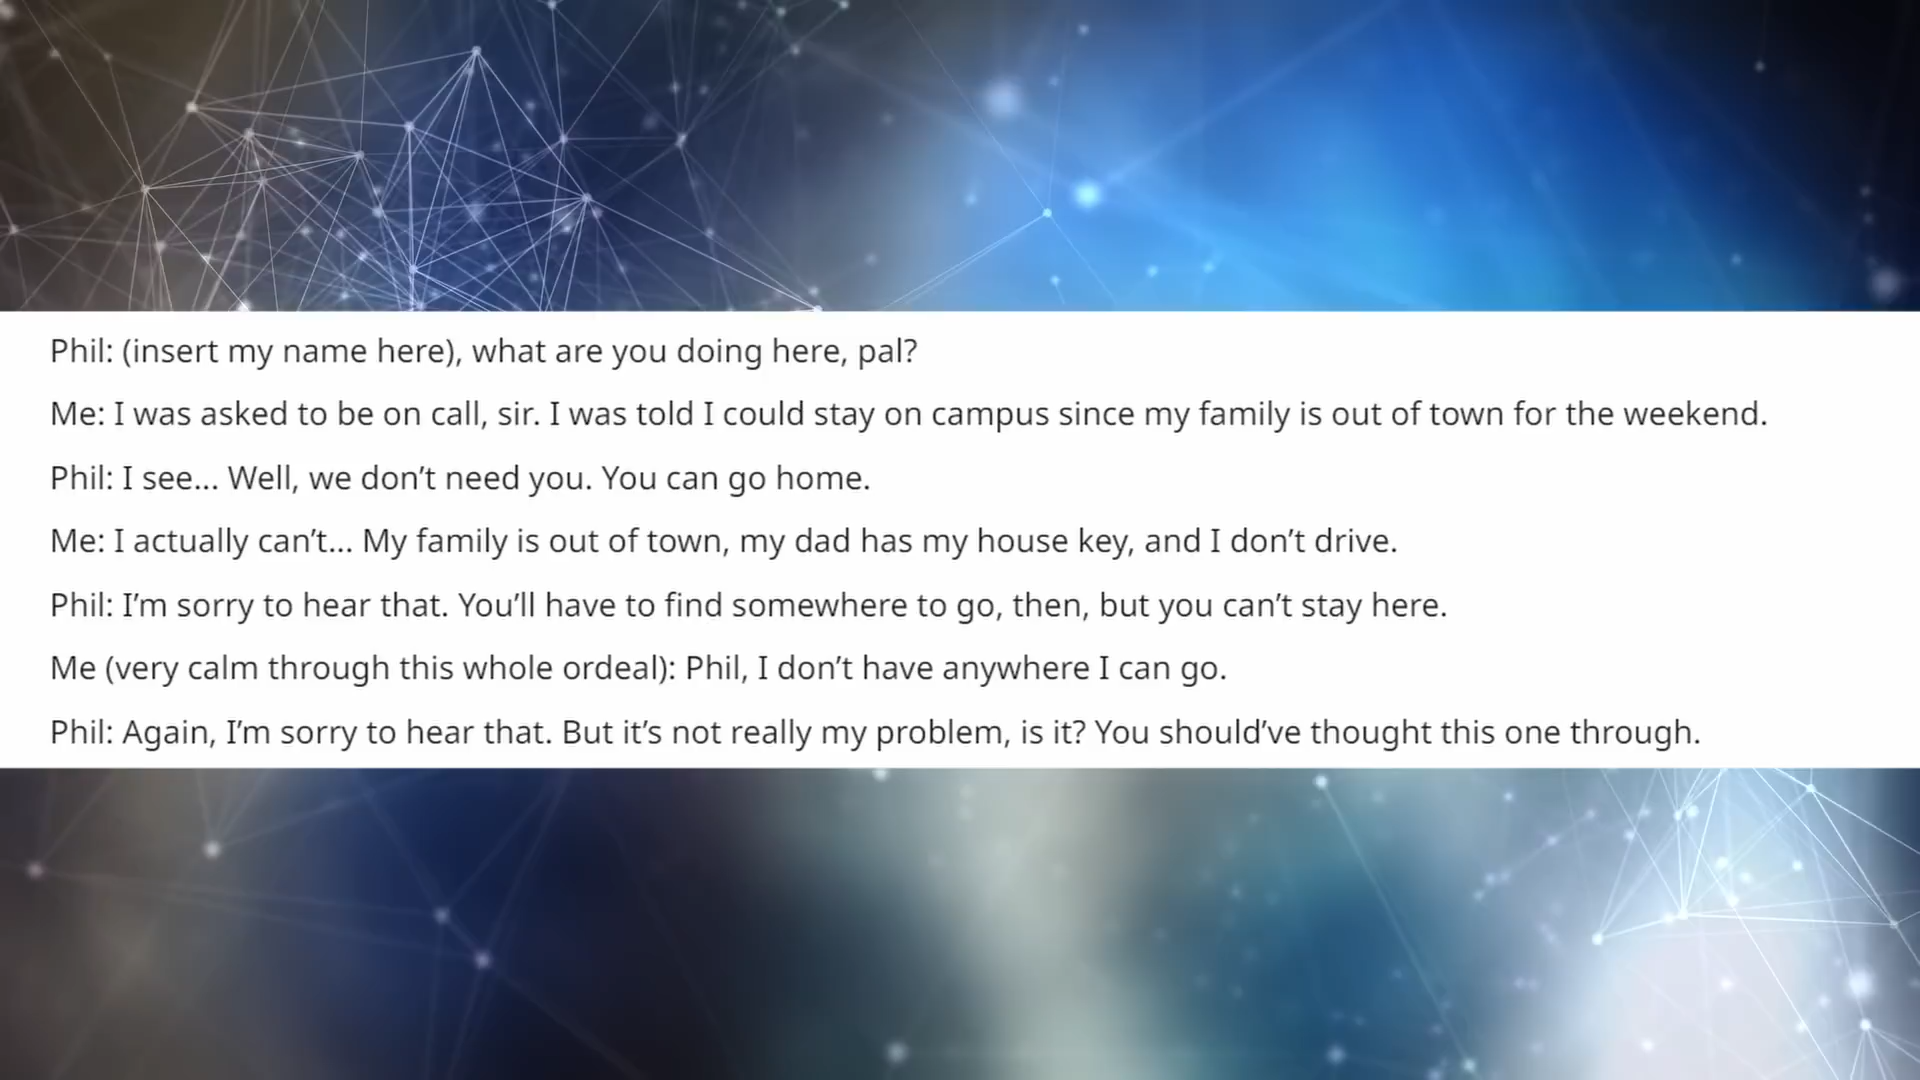 Phil: (insert my name here), what are you doing here, pal?
Me: I was asked to be on call, sir. I was told I could stay on campus since my family is out of town for the weekend.
Phil: I see... Well, we don’t need you. You can go home.
Me: I actually can’t... My family is out of town, my dad has my house key, and I don’t drive.
Phil: I’m sorry to hear that. You’ll have to find somewhere to go, then, but you can’t stay here.
Me (very calm through this whole ordeal): Phil, I don’t have anywhere I can go.
Phil: Again, I’m sorry to hear that. But it’s not really my problem, is it? You should’ve thought this one through.